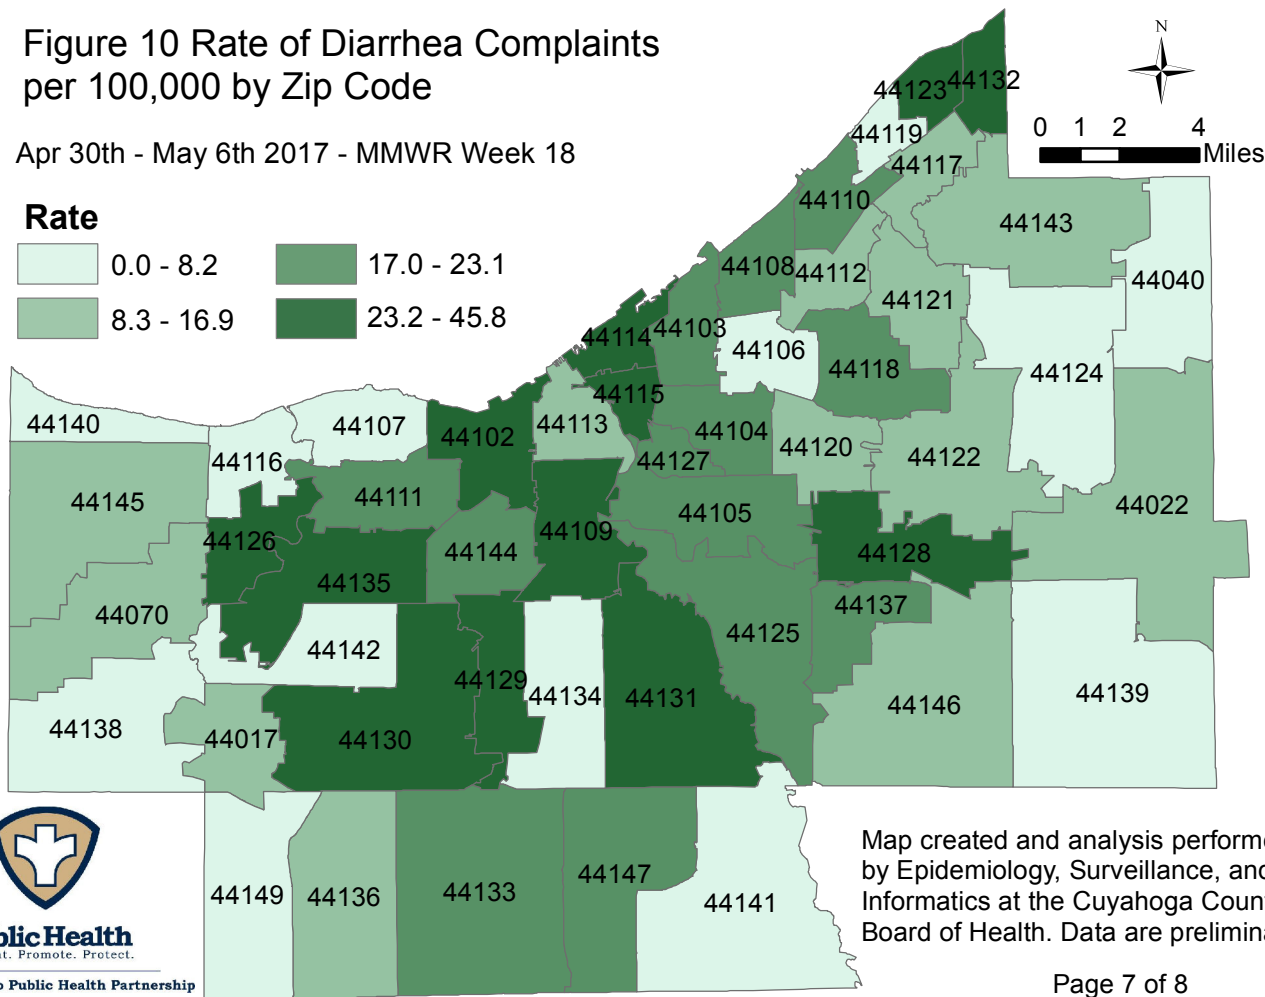 Figure 10 Rate of Diarrhea Complaints
per 100,000 by Zip Code
Apr 30th - May 6th 2017 - MMWR Week 18
Rate
0.0 - 8.2
17.0 - 23.1
8.3 - 16.9
23.2 - 45.8
N
0 1 2 4
Miles
44123
44132
44119
44117
44110
44143
44108
44112
44040
44121
44114
44103
44106
44118
44124
44115
44140
44107
44102
44113
44104
44120
44122
44116
44127
44145
44111
44105
44022
44126
44144
44109
44128
44135
44070
44137
44125
44142
44129
44134
44131
44139
44146
44138
44017
44130
44149
44136
44133
44147
44141
blic Health
nt. Promote. Protect.
o Public Health Partnership
Map created and analysis performe
by Epidemiology, Surveillance, and
Informatics at the Cuyahoga Coun
Board of Health. Data are prelimina
Page 7 of 8